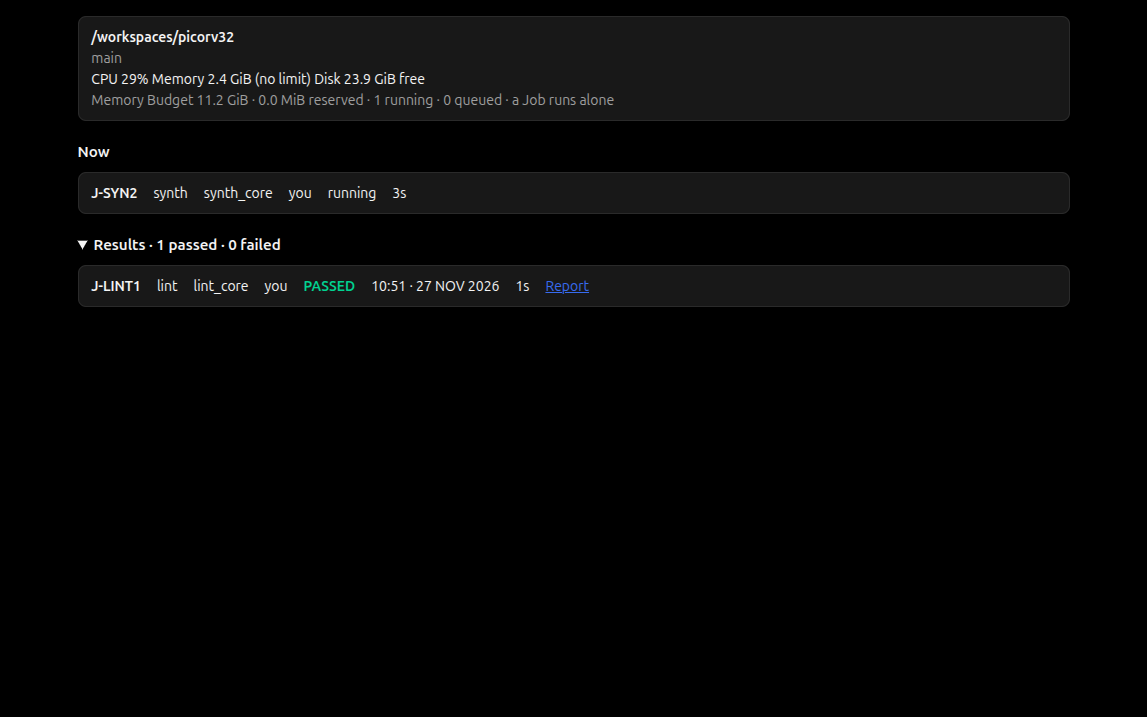 /workspaces/picorv32
main
CPU 29% Memory 2.4 GiB (no limit) Disk 23.9 GiB free
Memory Budget 11.2 GiB · 0.0 MiB reserved · 1 running · 0 queued · a Job runs alone
Now
J-SYN2 synth synth_core you running 3s
▼ Results · 1 passed · 0 failed
J-LINT1 lint lint_core you PASSED 10:51 · 27 NOV 2026 1s Report